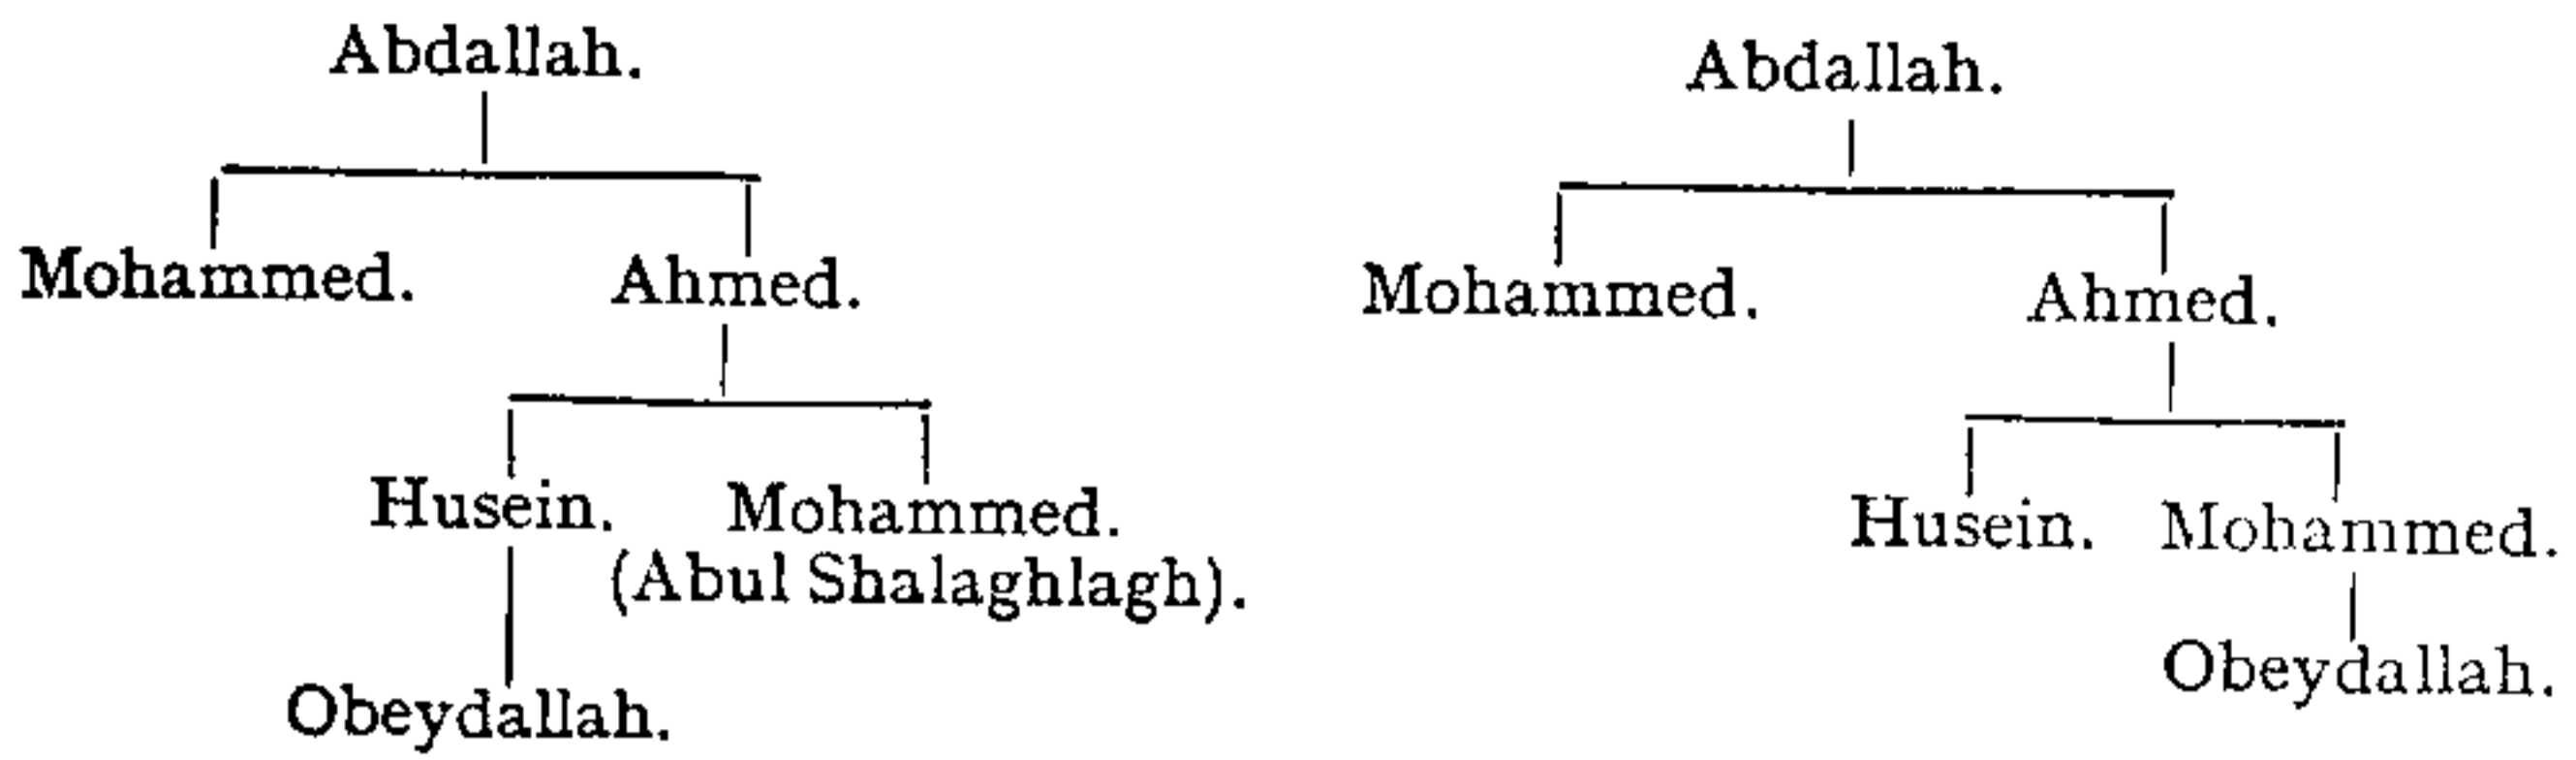 Abdallah.
Mohammed. Ahmed.
Husein. Mohammed.
(Abul Shalaghlagh).
Obeydallah.
Abdallah.
Mohammed. Ahmed.
Husein. Mohammed.
Obeydallah.